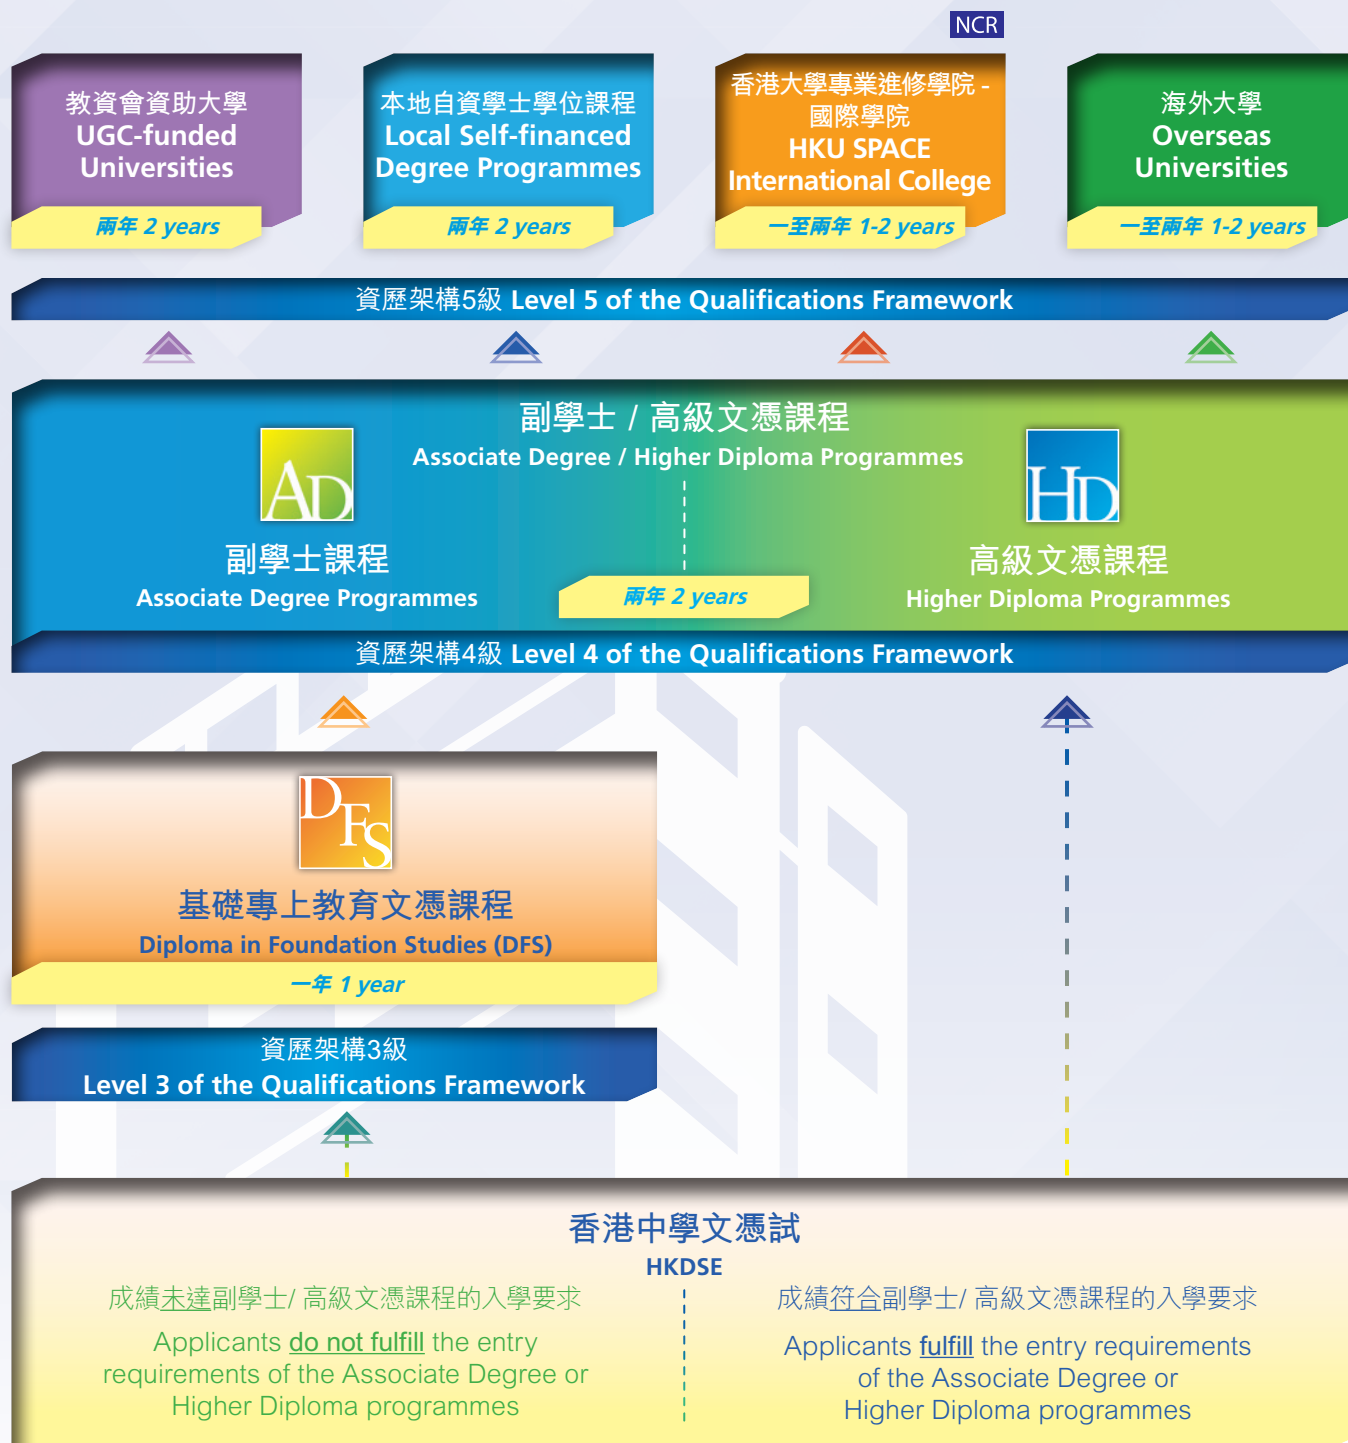 NCR
教資會資助大學
UGC-funded
Universities
兩年 2 years
本地自資學士學位課程
Local Self-financed
Degree Programmes
兩年 2 years
香港大學專業進修學院 -
國際學院
HKU SPACE
International College
一至兩年 1-2 years
海外大學
Overseas
Universities
一至兩年 1-2 years
資歷架構5級 Level 5 of the Qualifications Framework
副學士 / 高級文憑課程
Associate Degree / Higher Diploma Programmes
AD
副學士課程
Associate Degree Programmes
兩年 2 years
HD
高級文憑課程
Higher Diploma Programmes
資歷架構4級 Level 4 of the Qualifications Framework
DFS
基礎專上教育文憑課程
Diploma in Foundation Studies (DFS)
一年 1 year
資歷架構3級
Level 3 of the Qualifications Framework
香港中學文憑試
HKDSE
成績未達副學士/ 高級文憑課程的入學要求
Applicants do not fulfill the entry
requirements of the Associate Degree or
Higher Diploma programmes
成績符合副學士/ 高級文憑課程的入學要求
Applicants fulfill the entry requirements
of the Associate Degree or
Higher Diploma programmes